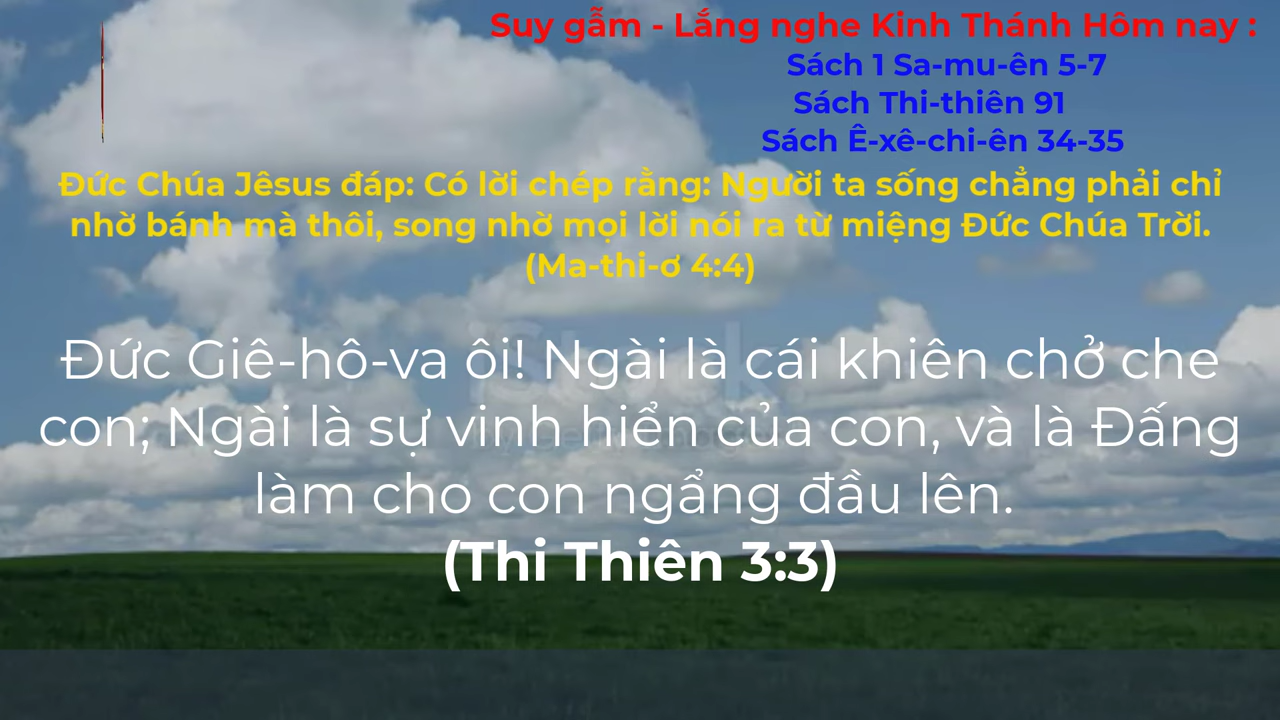 Suy gẫm - Lắng nghe Kinh Thánh Hôm nay :
Sách 1 Sa-mu-ên 5-7
Sách Thi-thiên 91
Sách Ê-xê-chi-ên 34-35
Đức Chúa Jêsus đáp: Có lời chép rằng: Người ta sống chẳng phải chỉ
nhờ bánh mà thôi, song nhờ mọi lời nói ra từ miệng Đức Chúa Trời.
(Ma-thi-ơ 4:4)
Đức Giê-hô-va ôi! Ngài là cái khiên chở che
con; Ngài là sự vinh hiển của con, và là Đấng
làm cho con ngẩng đầu lên.
(Thi Thiên 3:3)